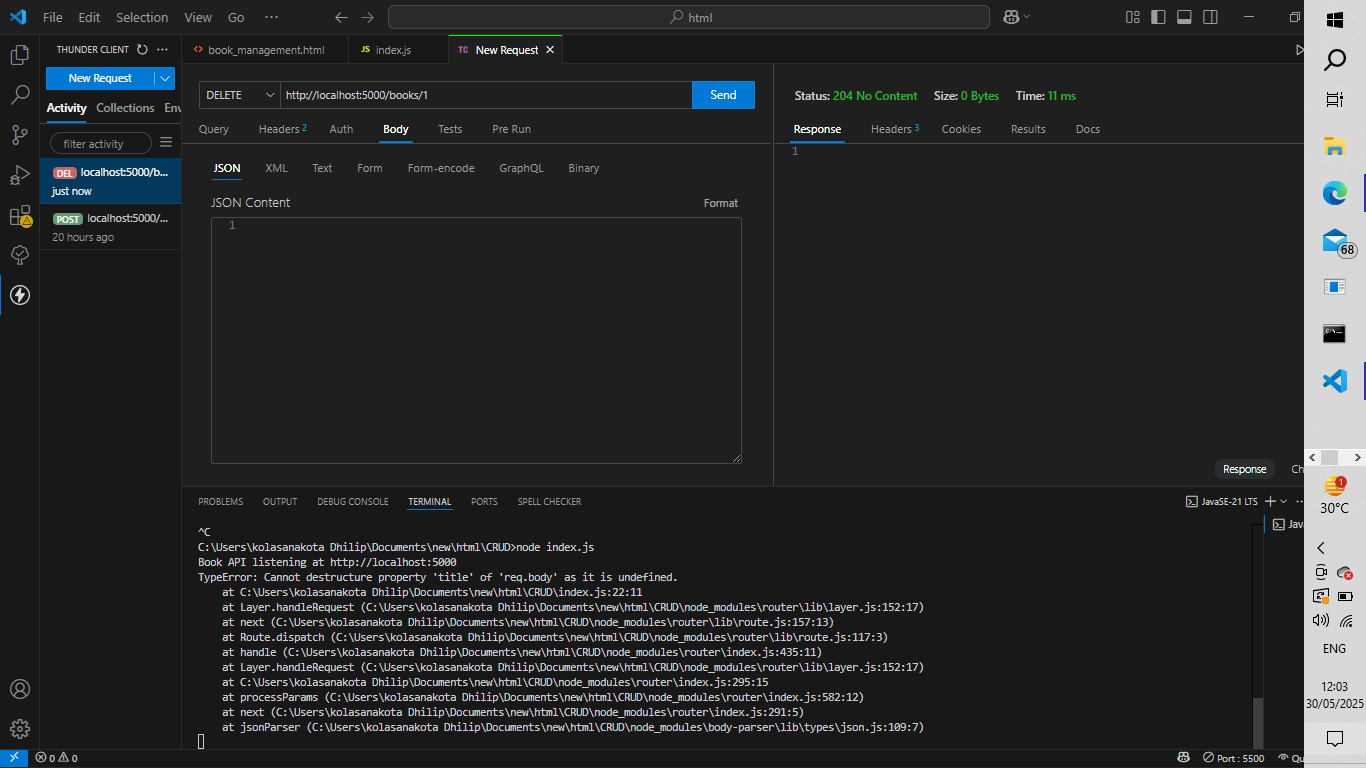 File Edit Selection View Go ··· html
THUNDER CLIENT ···
New Request
Activity Collections Env
filter activity
DEL localhost:5000/b...
just now
POST localhost:5000/...
20 hours ago
<> book_management.html JS index.js TC New Request
DELETE http://localhost:5000/books/1 Send
Query Headers 2 Auth Body Tests Pre Run
JSON XML Text Form Form-encode GraphQL Binary
JSON Content Format
1
Status: 204 No Content Size: 0 Bytes Time: 11 ms
Response Headers 3 Cookies Results Docs
1
Response Ch
PROBLEMS OUTPUT DEBUG CONSOLE TERMINAL PORTS SPELL CHECKER JavaSE-21 LTS
Jav
^C
C:\Users\kolasanakota Dhilip\Documents\new\html\CRUD>node index.js
Book API listening at http://localhost:5000
TypeError: Cannot destructure property 'title' of 'req.body' as it is undefined.
at C:\Users\kolasanakota Dhilip\Documents\new\html\CRUD\index.js:22:11
at Layer.handleRequest (C:\Users\kolasanakota Dhilip\Documents\new\html\CRUD\node_modules\router\lib\layer.js:152:17)
at next (C:\Users\kolasanakota Dhilip\Documents\new\html\CRUD\node_modules\router\lib\route.js:157:13)
at Route.dispatch (C:\Users\kolasanakota Dhilip\Documents\new\html\CRUD\node_modules\router\lib\route.js:117:3)
at handle (C:\Users\kolasanakota Dhilip\Documents\new\html\CRUD\node_modules\router\index.js:435:11)
at Layer.handleRequest (C:\Users\kolasanakota Dhilip\Documents\new\html\CRUD\node_modules\router\lib\layer.js:152:17)
at C:\Users\kolasanakota Dhilip\Documents\new\html\CRUD\node_modules\router\index.js:295:15
at processParams (C:\Users\kolasanakota Dhilip\Documents\new\html\CRUD\node_modules\router\index.js:582:12)
at next (C:\Users\kolasanakota Dhilip\Documents\new\html\CRUD\node_modules\router\index.js:291:5)
at jsonParser (C:\Users\kolasanakota Dhilip\Documents\new\html\CRUD\node_modules\body-parser\lib\types\json.js:109:7)
0 0 Port : 5500 Qu
68
1
30°C
ENG
12:03
30/05/2025